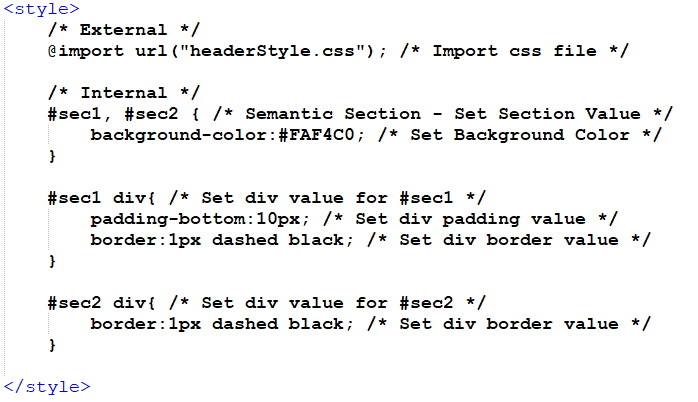 <style>
/* External */
@import url("headerStyle.css"); /* Import css file */
/* Internal */
#sec1, #sec2 { /* Semantic Section - Set Section Value */
background-color:#FAF4C0; /* Set Background Color */
}
#sec1 div{ /* Set div value for #sec1 */
padding-bottom:10px; /* Set div padding value */
border:1px dashed black; /* Set div border value */
}
#sec2 div{ /* Set div value for #sec2 */
border:1px dashed black; /* Set div border value */
}
</style>